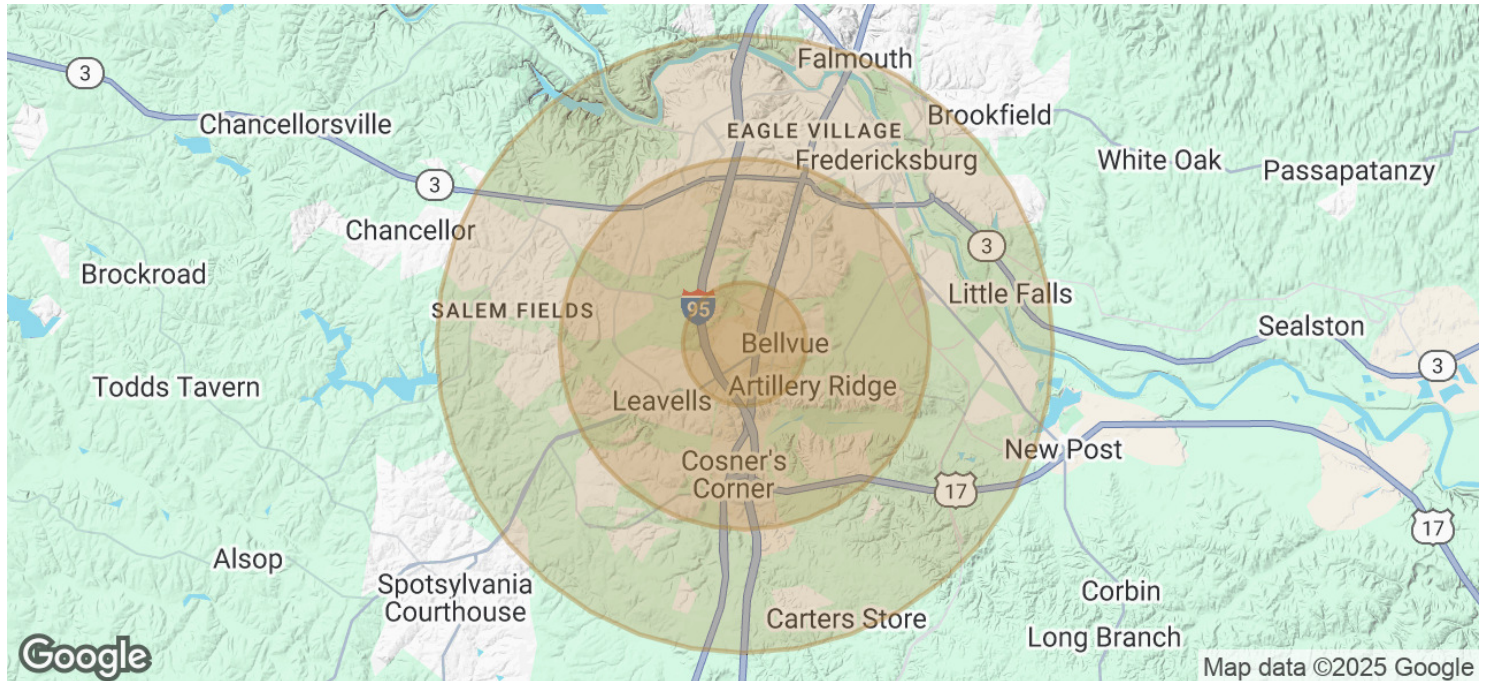 Falmouth
3
Brookfield
Chancellorsville
EAGLE VILLAGE
White Oak
Fredericksburg
Passapatanzy
3
Chancellor
3
Brockroad
Little Falls
SALEM FIELDS
95
Sealston
Bellvue
3
Todds Tavern
Artillery Ridge
Leavells
New Post
Cosner's
Corner
17
17
Alsop
Spotsylvania
Courthouse
Corbin
Carters Store
Long Branch
Google
Map data ©2025 Google